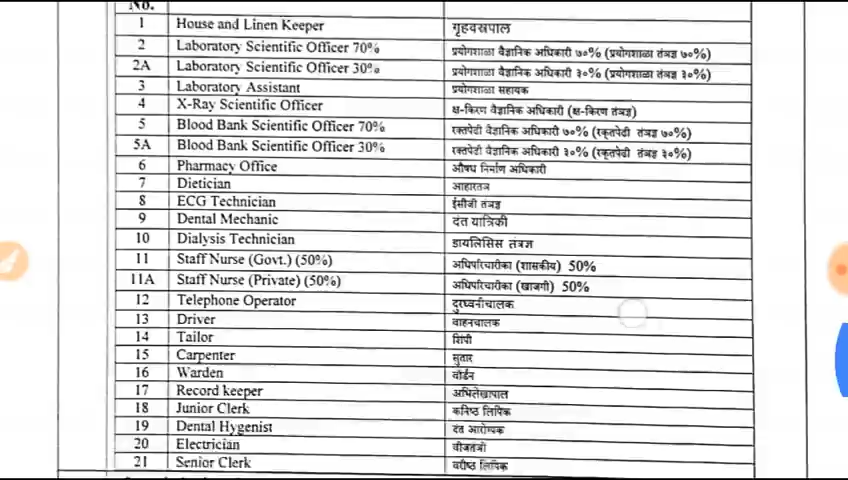 No.
1 House and Linen Keeper गृहवस्त्रपाल
2 Laboratory Scientific Officer 70% प्रयोगशाळा वैज्ञानिक अधिकारी ७०% (प्रयोगशाळा तंत्रज्ञ ७०%)
2A Laboratory Scientific Officer 30% प्रयोगशाळा वैज्ञानिक अधिकारी ३०% (प्रयोगशाळा तंत्रज्ञ ३०%)
3 Laboratory Assistant प्रयोगशाळा सहायक
4 X-Ray Scientific Officer क्ष-किरण वैज्ञानिक अधिकारी (क्ष-किरण तंत्रज्ञ)
5 Blood Bank Scientific Officer 70% रक्तपेढी वैज्ञानिक अधिकारी ७०% (रक्तपेढी तंत्रज्ञ ७०%)
5A Blood Bank Scientific Officer 30% रक्तपेढी वैज्ञानिक अधिकारी ३०% (रक्तपेढी तंत्रज्ञ ३०%)
6 Pharmacy Office औषध निर्माण अधिकारी
7 Dietician आहारतज्ञ
8 ECG Technician ईसीजी तंत्रज्ञ
9 Dental Mechanic दंत यात्रिकी
10 Dialysis Technician डायलिसिस तंत्रज्ञ
11 Staff Nurse (Govt.) (50%) अधिपरिचारीका (शासकीय) 50%
11A Staff Nurse (Private) (50%) अधिपरिचारीका (खाजगी) 50%
12 Telephone Operator दुरध्वनीचालक
13 Driver वाहनचालक
14 Tailor शिंपी
15 Carpenter सुतार
16 Warden वॉर्डन
17 Record keeper अभिलेखापाल
18 Junior Clerk कनिष्ठ लिपिक
19 Dental Hygenist दंत आरोग्यक
20 Electrician वीजतंत्री
21 Senior Clerk वरीष्ठ लिपिक